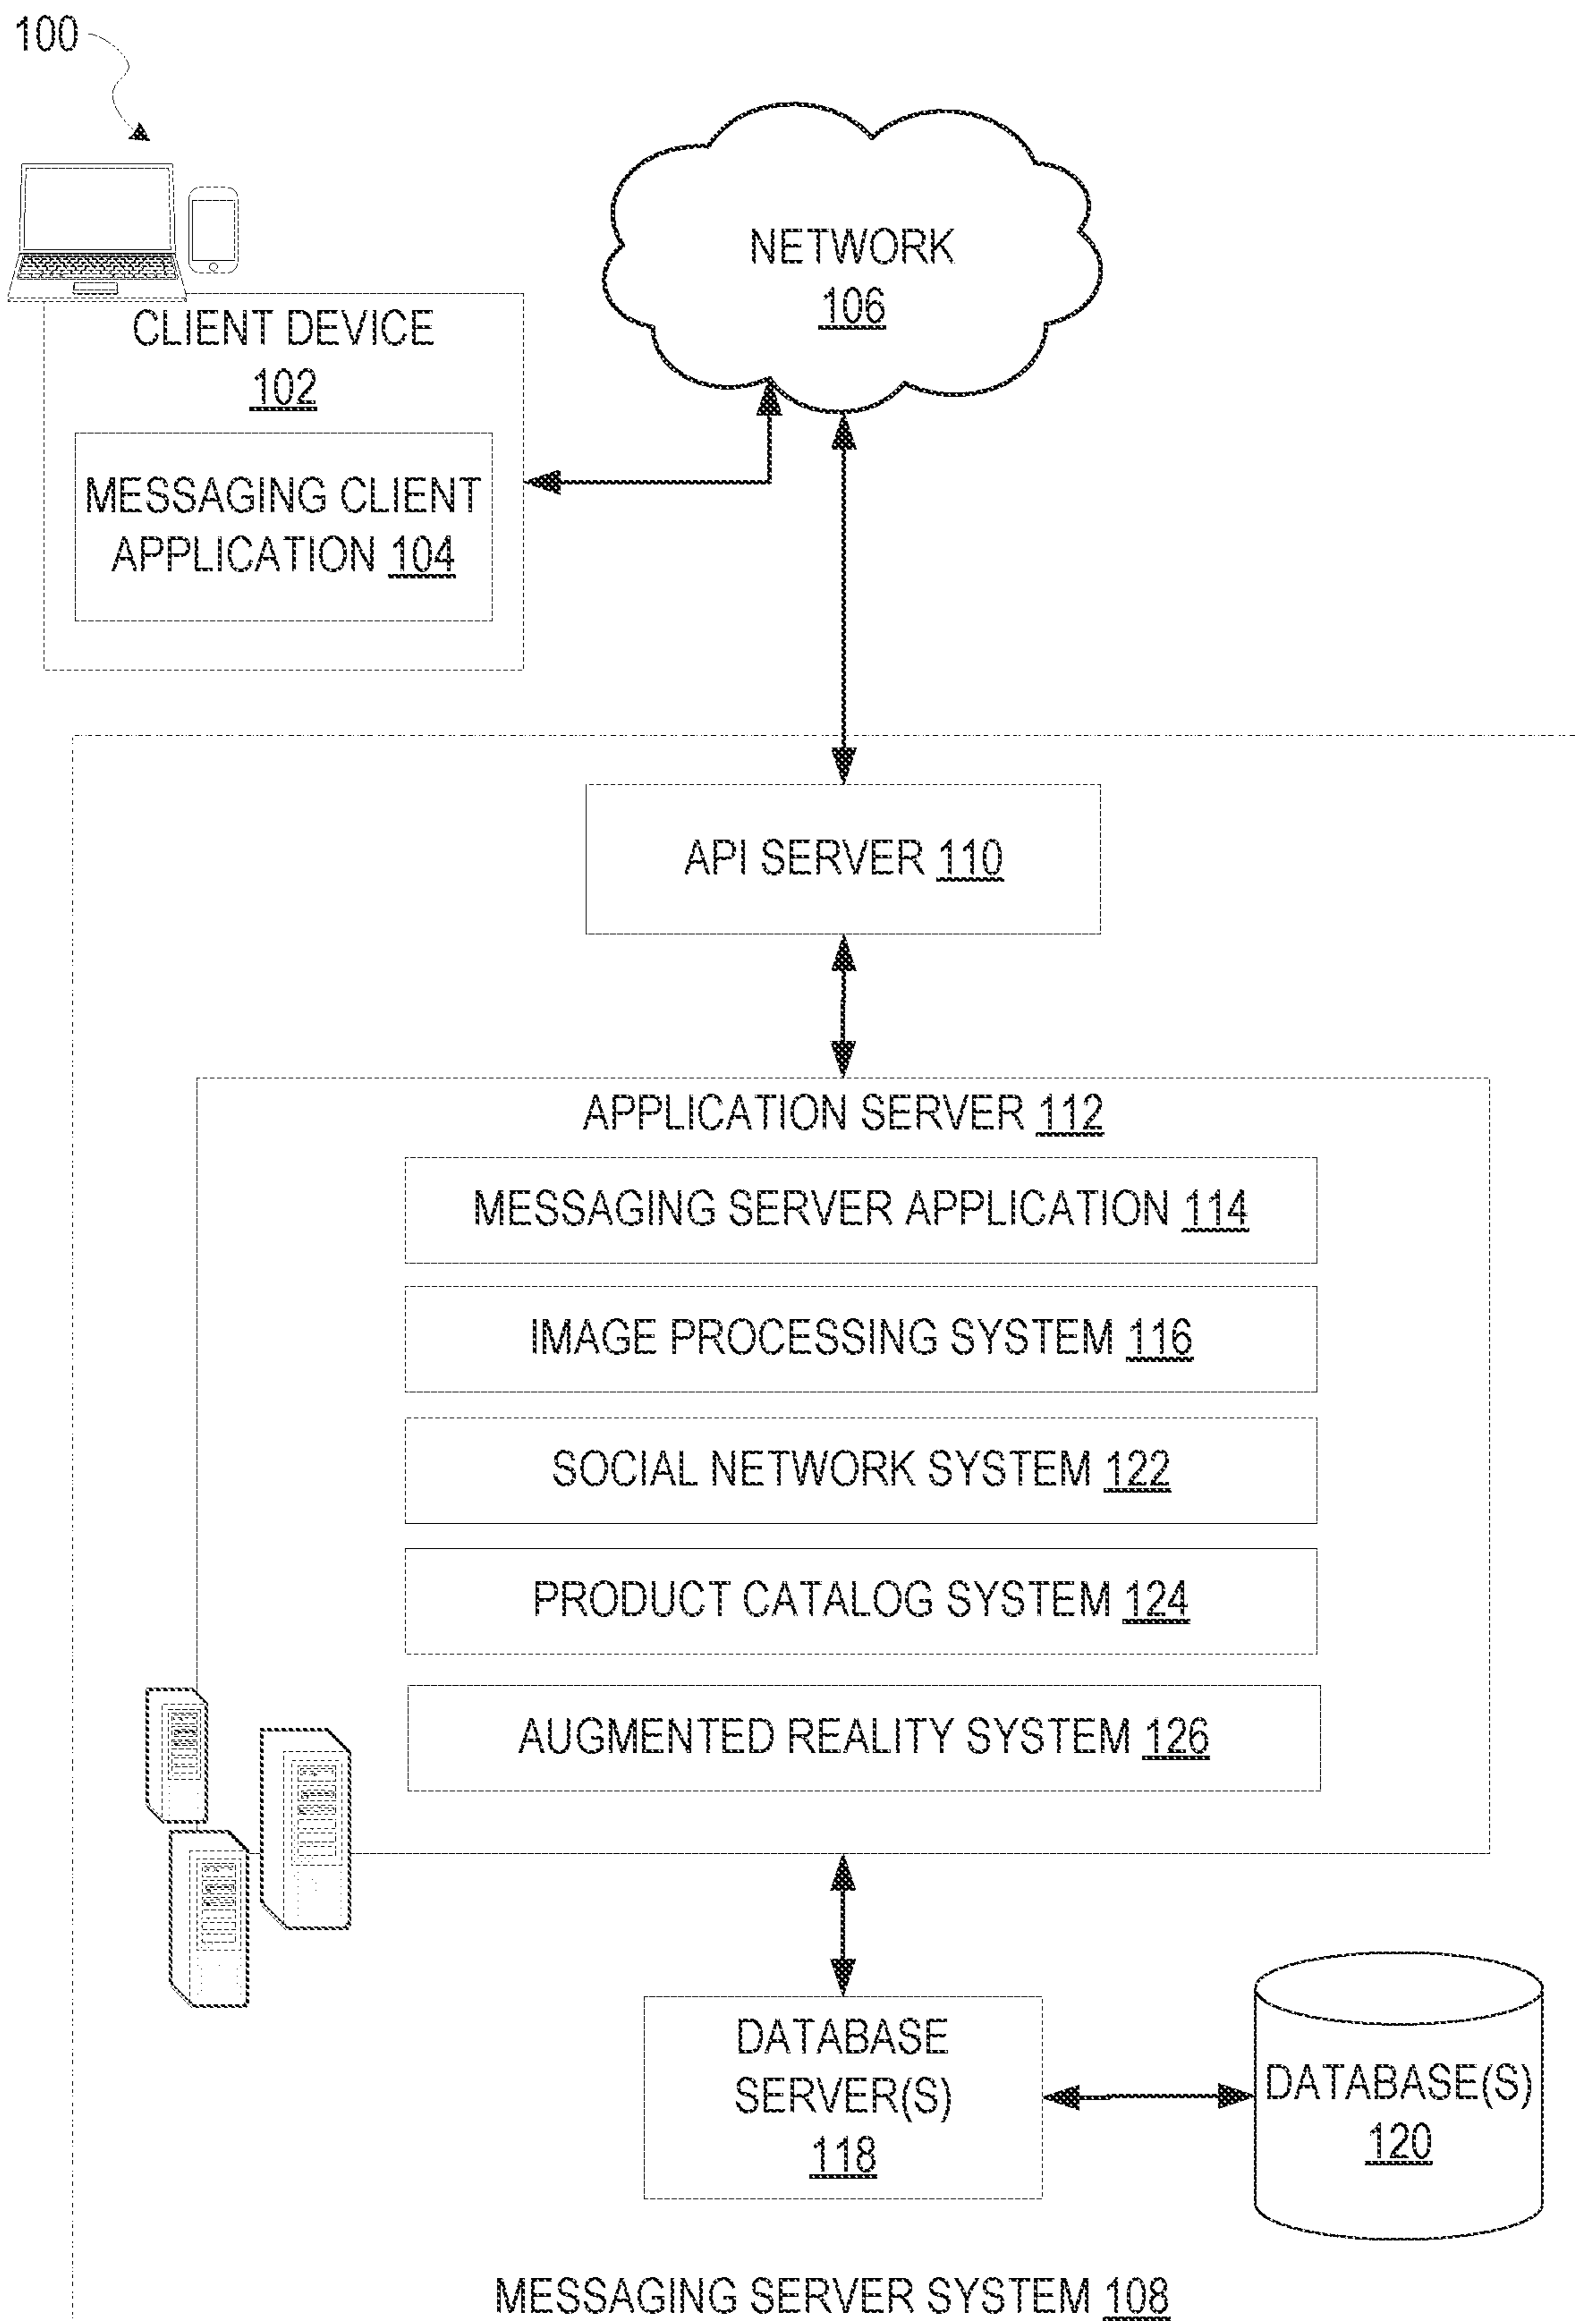 100
NETWORK
106
CLIENT DEVICE
102
MESSAGING CLIENT
APPLICATION 104
API SERVER 110
APPLICATION SERVER 112
MESSAGING SERVER APPLICATION 114
IMAGE PROCESSING SYSTEM 116
SOCIAL NETWORK SYSTEM 122
PRODUCT CATALOG SYSTEM 124
AUGMENTED REALITY SYSTEM 126
DATABASE
SERVER(S)
118
DATABASE(S)
120
MESSAGING SERVER SYSTEM 108